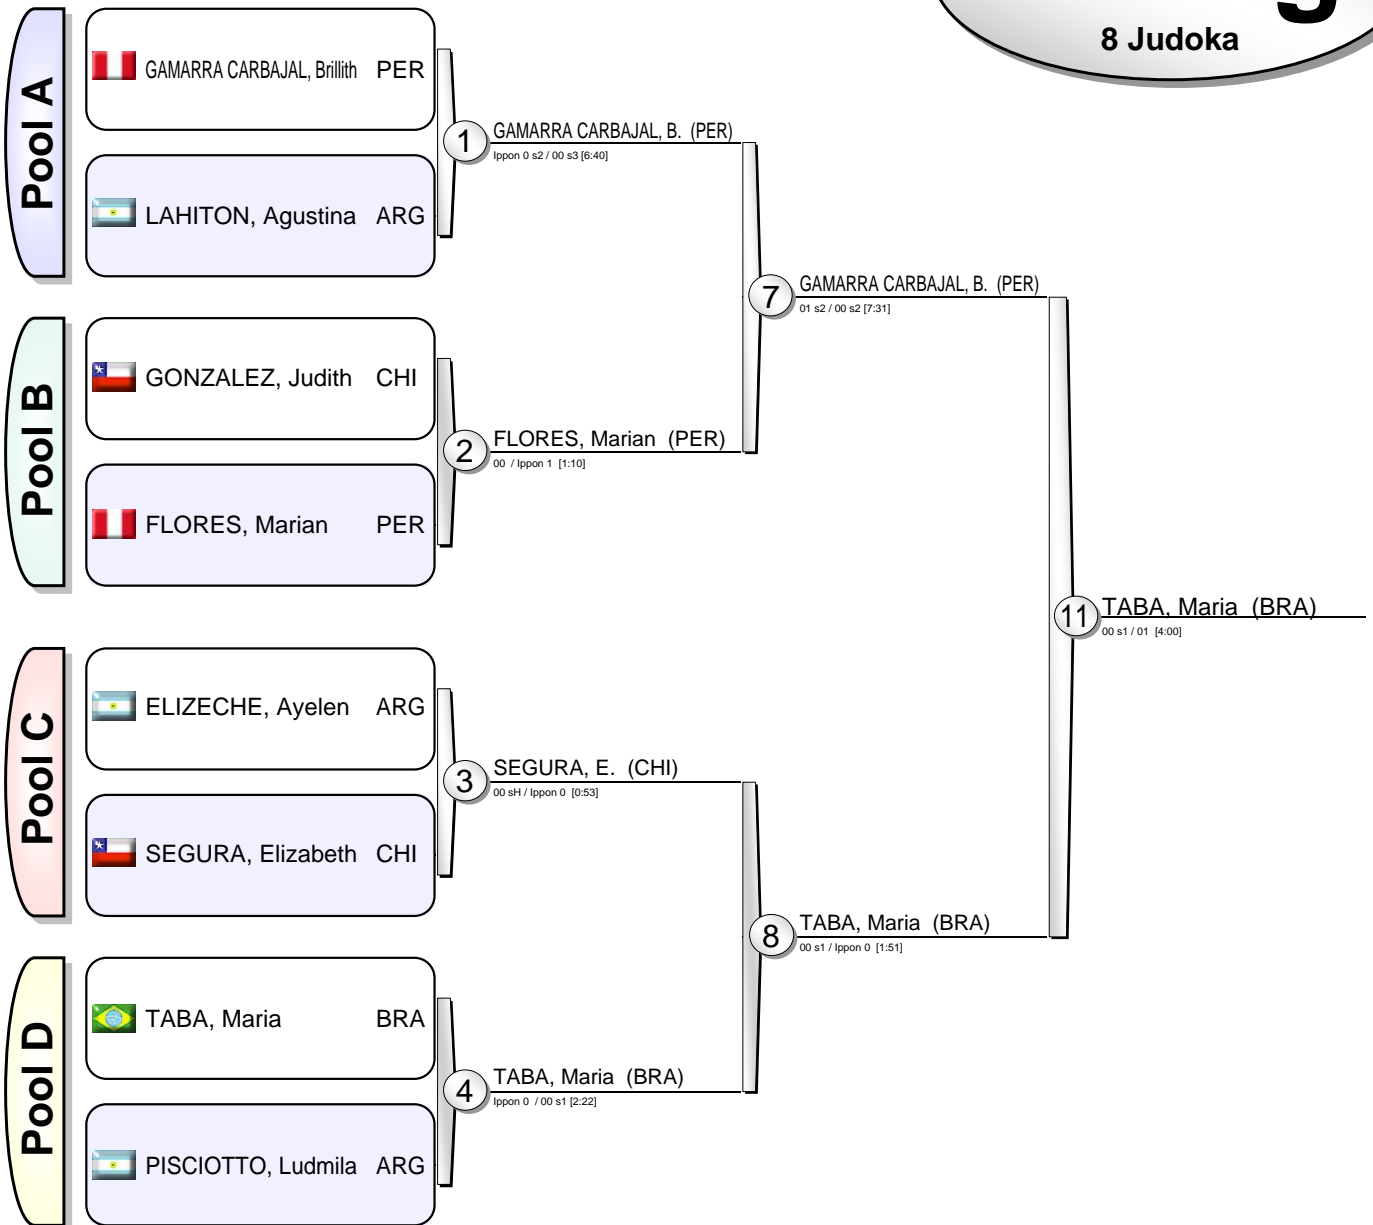 8 Judoka
Pool A
GAMARRA CARBAJAL, Brillith PER
LAHITON, Agustina ARG
1
GAMARRA CARBAJAL, B. (PER)
Ippon 0 s2 / 00 s3 [6:40]
Pool B
GONZALEZ, Judith CHI
FLORES, Marian PER
2
FLORES, Marian (PER)
00 / Ippon 1 [1:10]
7
GAMARRA CARBAJAL, B. (PER)
01 s2 / 00 s2 [7:31]
Pool C
ELIZECHE, Ayelen ARG
SEGURA, Elizabeth CHI
3
SEGURA, E. (CHI)
00 sH / Ippon 0 [0:53]
Pool D
TABA, Maria BRA
PISCIOTTO, Ludmila ARG
4
TABA, Maria (BRA)
Ippon 0 / 00 s1 [2:22]
8
TABA, Maria (BRA)
00 s1 / Ippon 0 [1:51]
11
TABA, Maria (BRA)
00 s1 / 01 [4:00]